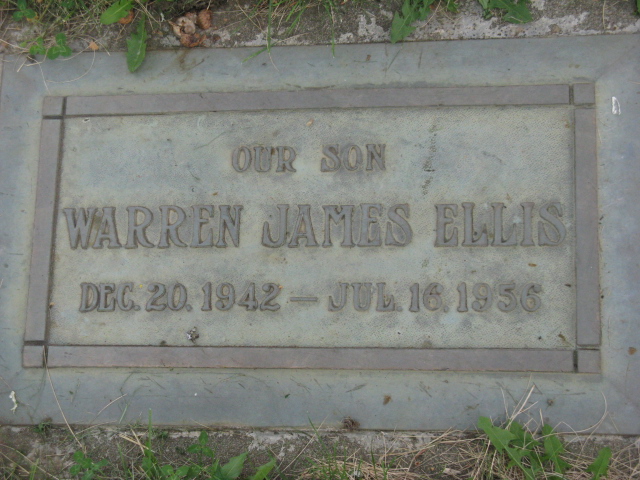 OUR SON
WARREN JAMES ELLIS
DEC. 20. 1942 — JUL. 16. 1956